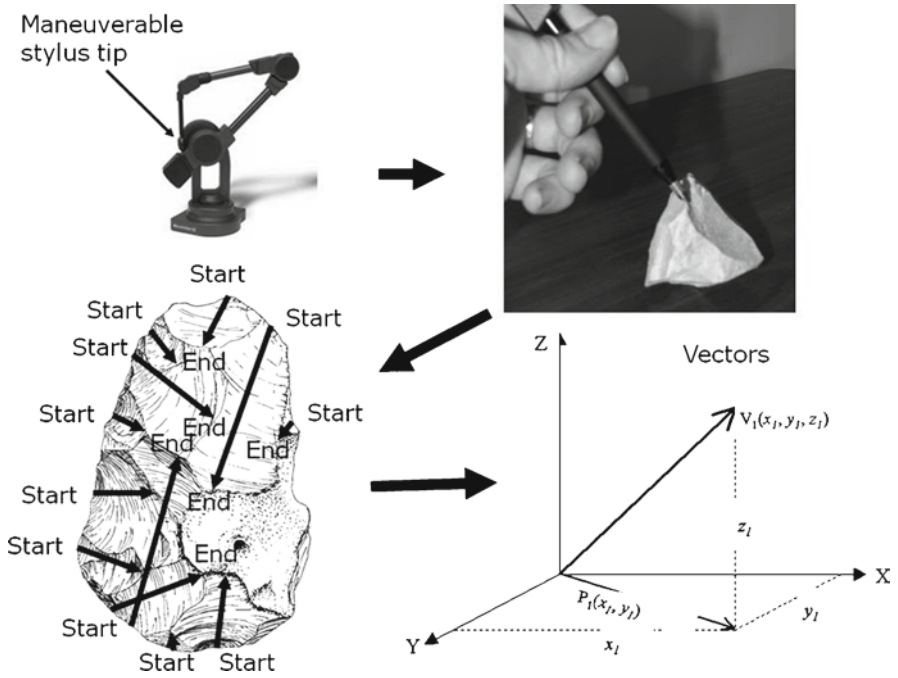 Maneuverable
stylus tip
Start
Start
Start
Start
End
Start
Start
End
End
End
Start
End
Start
End
Start
Start
Start
Z
Vectors
V₁(x₁, y₁, z₁)
z₁
X
P₁(x₁, y₁)
y₁
x₁
Y